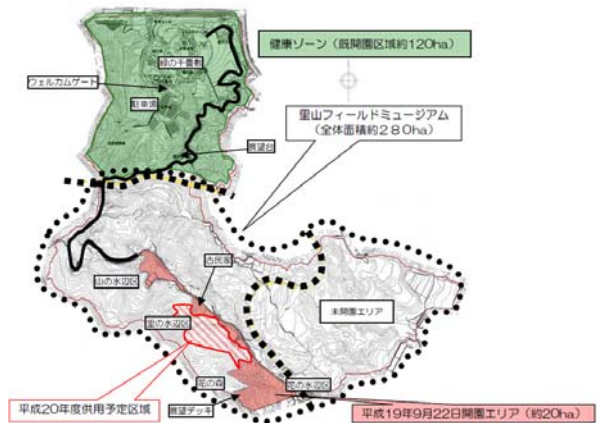 健康ゾーン（既開園区域約120ha）
緑の千畳敷
ウェルカムゲート
駐車場
里山フィールドミュージアム
（全体面積約２８０ha）
展望台
古民家
山の水辺区
未開園エリア
里の水辺区
花の森
花の水辺区
平成20年度供用予定区域
展望デッキ
平成19年9月22日開園エリア（約20ha）